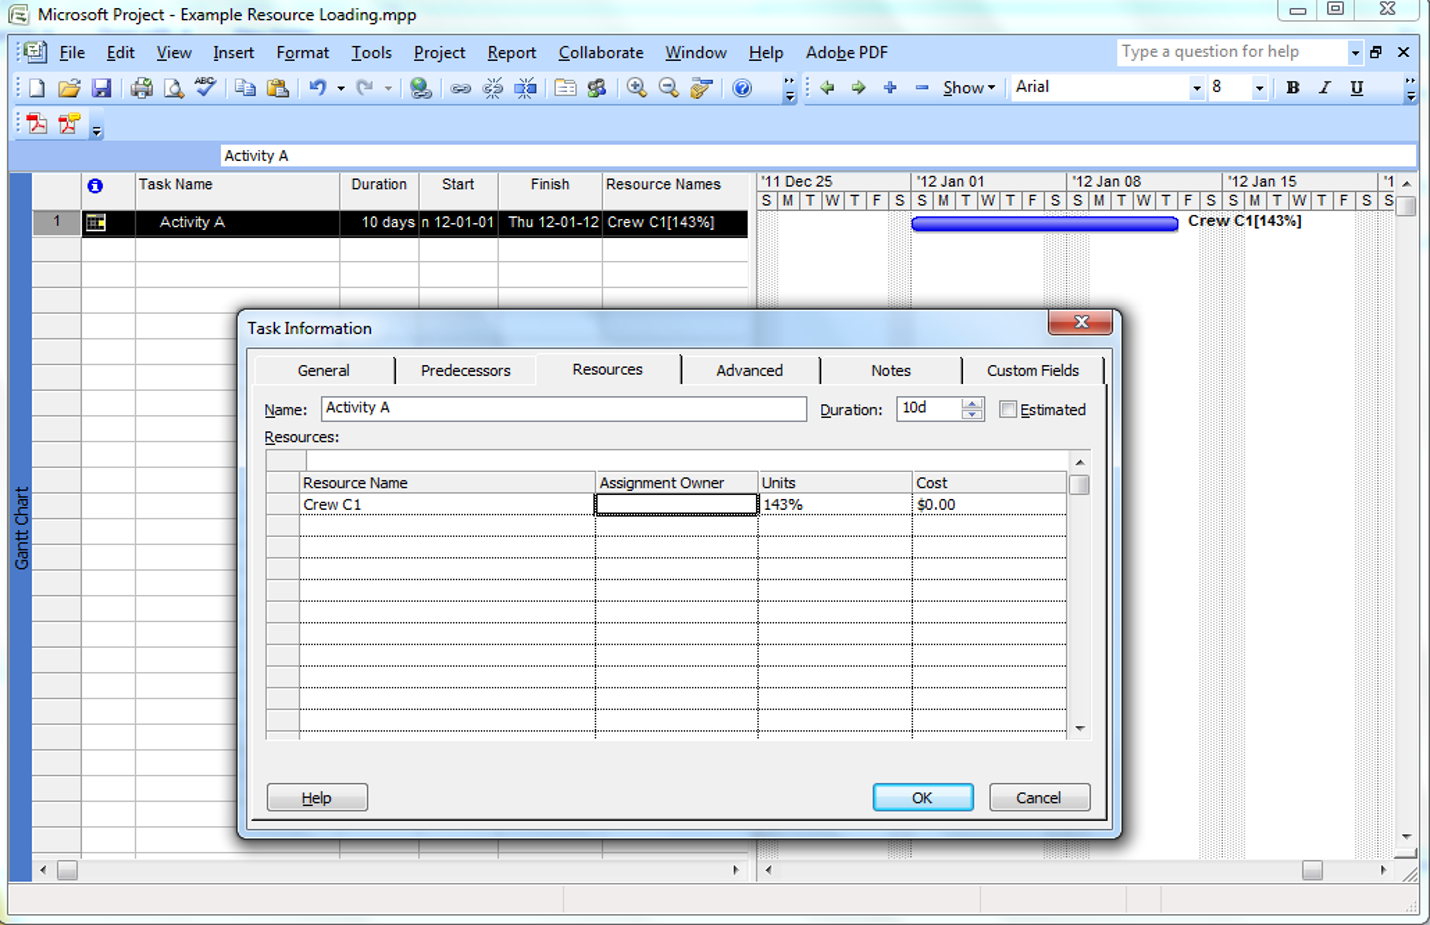 Microsoft Project - Example Resource Loading.mpp
File Edit View Insert Format Tools Project Report Collaborate Window Help Adobe PDF Type a question for help
ABC Show Arial 8 B I U
Activity A
Task Name Duration Start Finish Resource Names '11 Dec 25 '12 Jan 01 '12 Jan 08 '12 Jan 15 '1
S M T W T F S S M T W T F S S M T W T F S S M T W T F S S
1 Activity A 10 days n 12-01-01 Thu 12-01-12 Crew C1[143%] Crew C1[143%]
Gantt Chart
Task Information
General Predecessors Resources Advanced Notes Custom Fields
Name: Activity A Duration: 10d Estimated
Resources:
Resource Name Assignment Owner Units Cost
Crew C1 143% $0.00
Help OK Cancel